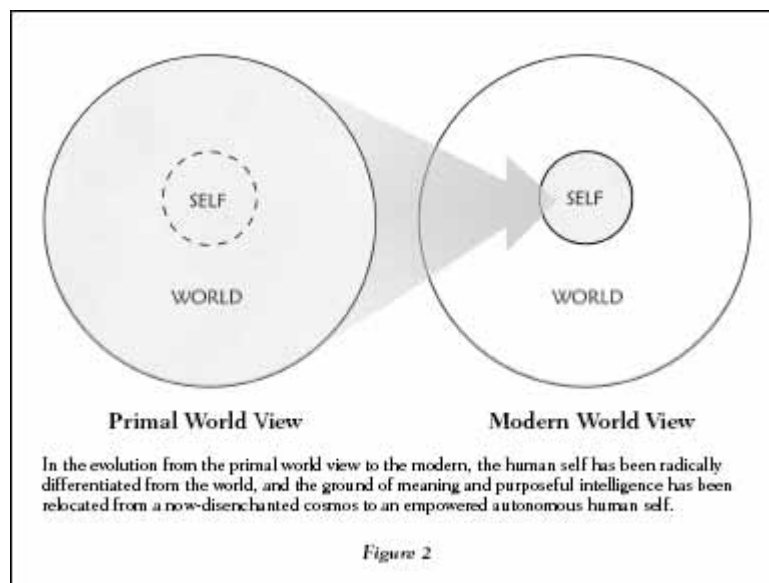 SELF
SELF
WORLD
WORLD
Primal World View
Modern World View
In the evolution from the primal world view to the modern, the human self has been radically
differentiated from the world, and the ground of meaning and purposeful intelligence has been
relocated from a now-disenchanted cosmos to an empowered autonomous human self.
Figure 2